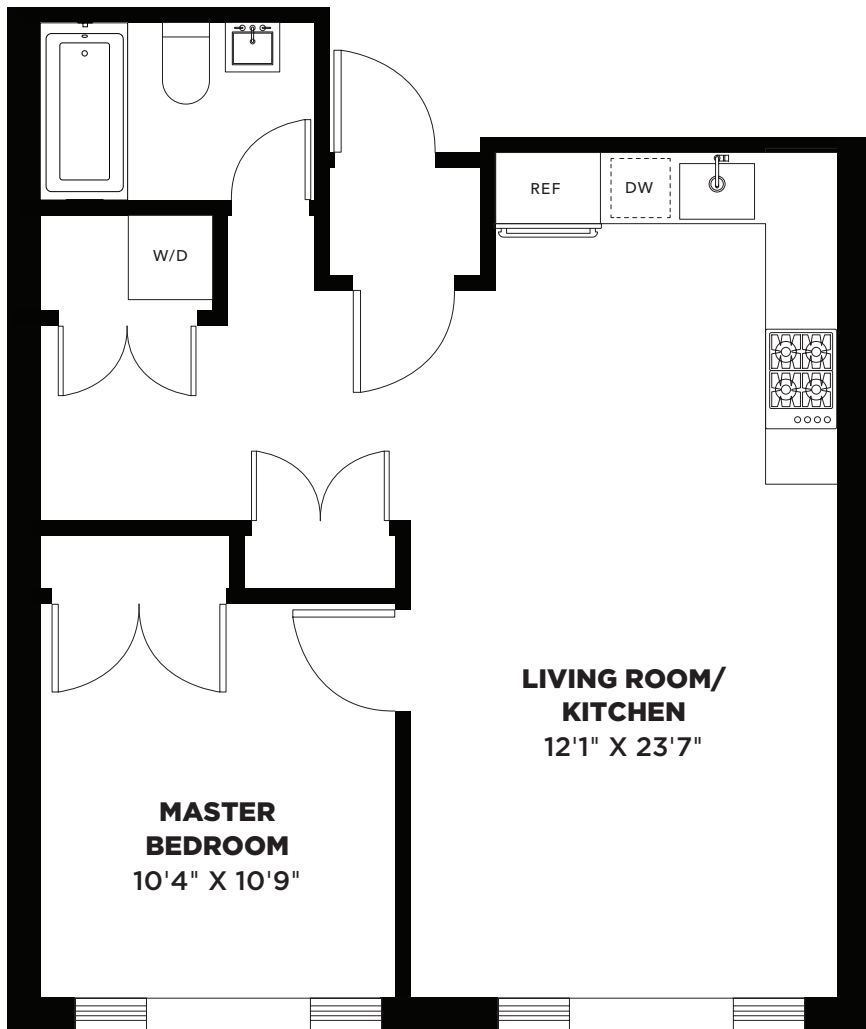 REF
DW
W/D
LIVING ROOM/
KITCHEN
12'1" X 23'7"
MASTER
BEDROOM
10'4" X 10'9"